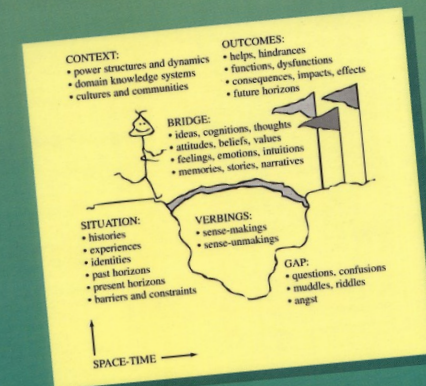 CONTEXT:
• power structures and dynamics
• domain knowledge systems
• cultures and communities
OUTCOMES:
• helps, hindrances
• functions, dysfunctions
• consequences, impacts, effects
• future horizons
BRIDGE:
• ideas, cognitions, thoughts
• attitudes, beliefs, values
• feelings, emotions, intuitions
• memories, stories, narratives
SITUATION:
• histories
• experiences
• identities
• past horizons
• present horizons
• barriers and constraints
VERBINGS:
• sense-makings
• sense-unmakings
GAP:
• questions, confusions
• muddles, riddles
• angst
SPACE-TIME